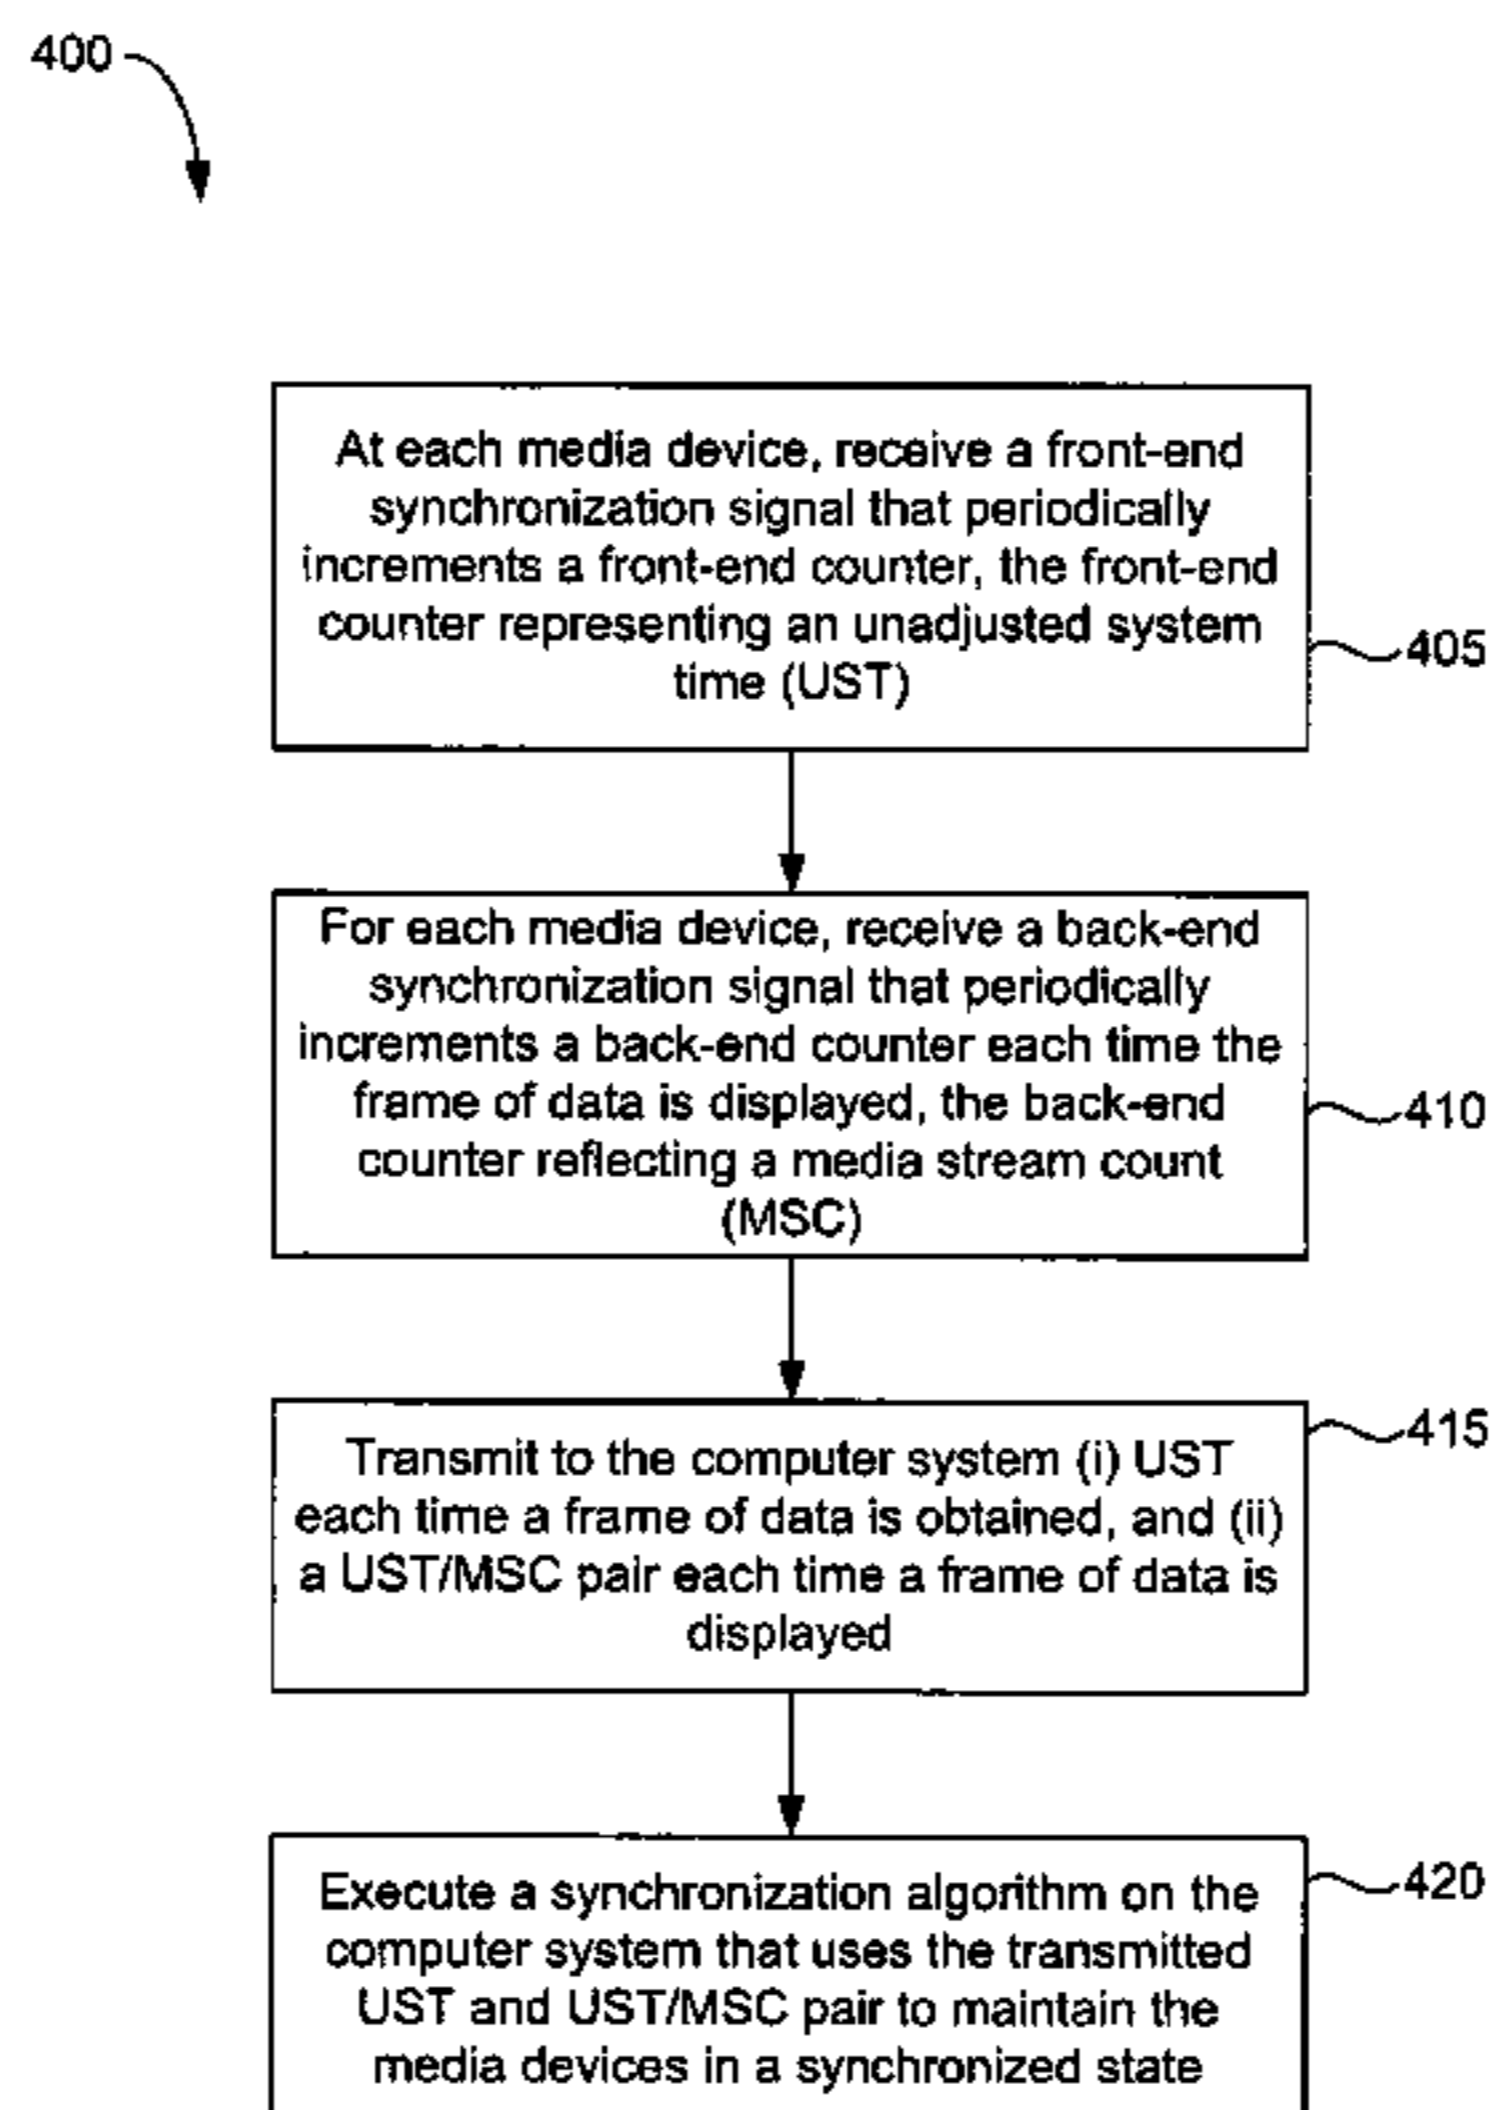 400
At each media device, receive a front-end
synchronization signal that periodically
increments a front-end counter, the front-end
counter representing an unadjusted system
time (UST)
405
For each media device, receive a back-end
synchronization signal that periodically
increments a back-end counter each time the
frame of data is displayed, the back-end
counter reflecting a media stream count
(MSC)
410
Transmit to the computer system (i) UST
each time a frame of data is obtained, and (ii)
a UST/MSC pair each time a frame of data is
displayed
415
Execute a synchronization algorithm on the
computer system that uses the transmitted
UST and UST/MSC pair to maintain the
media devices in a synchronized state
420